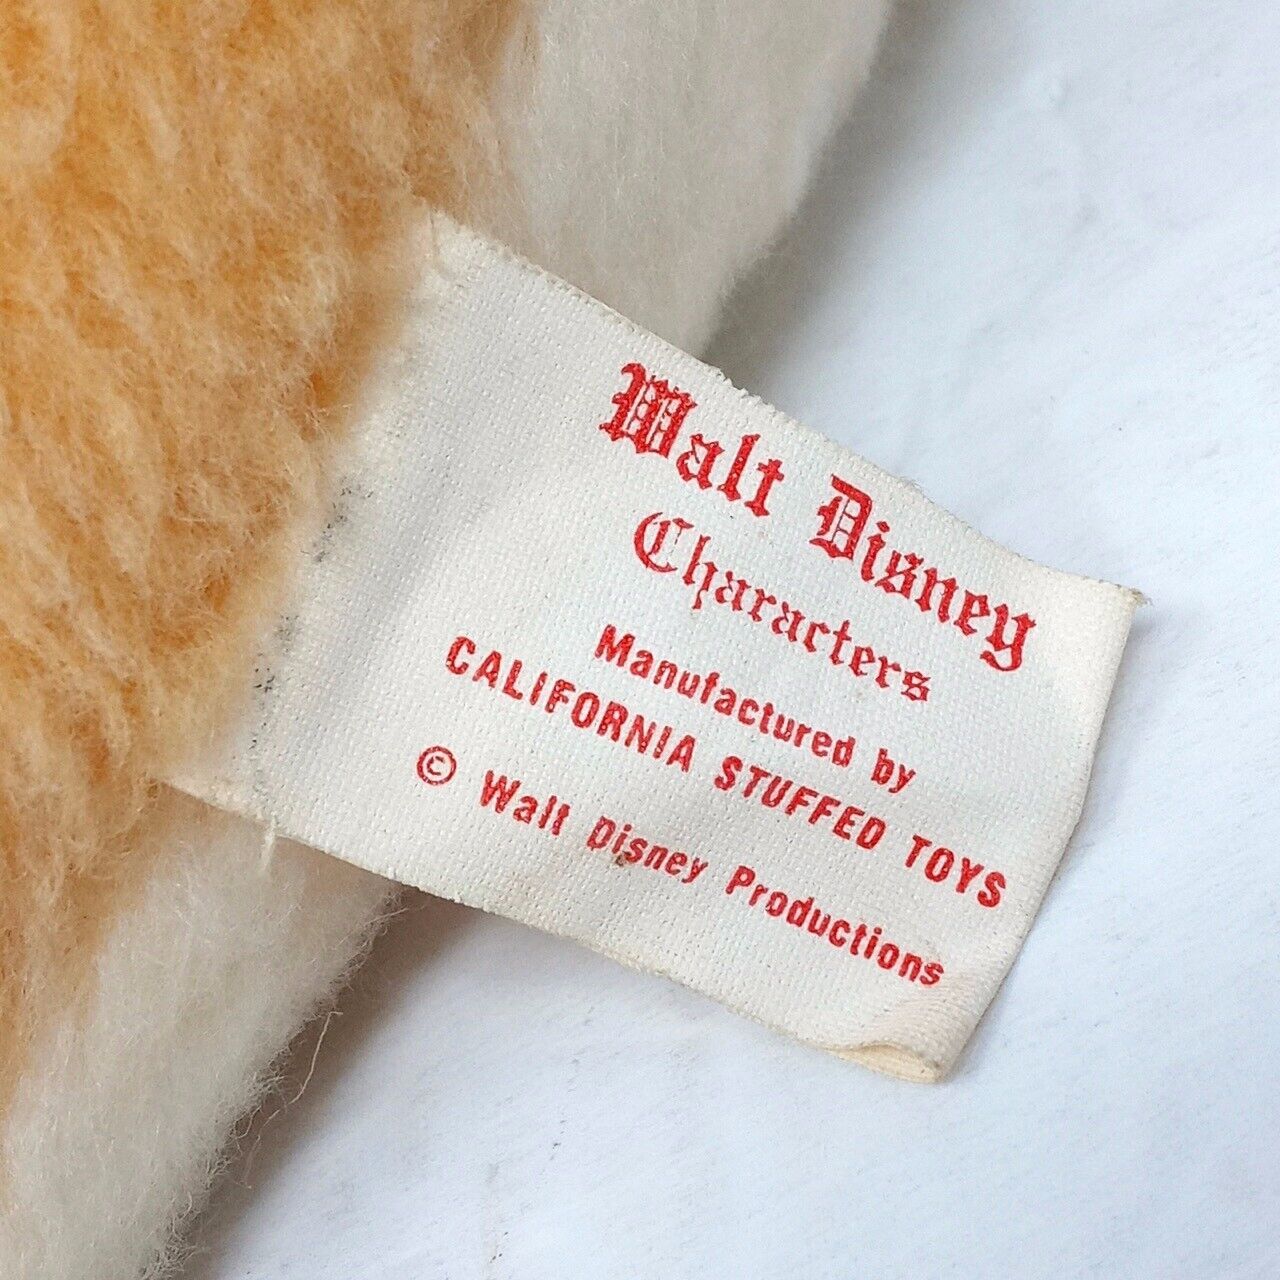 Walt Disney
Characters
Manufactured by
CALIFORNIA STUFFED TOYS
© Walt Disney Productions